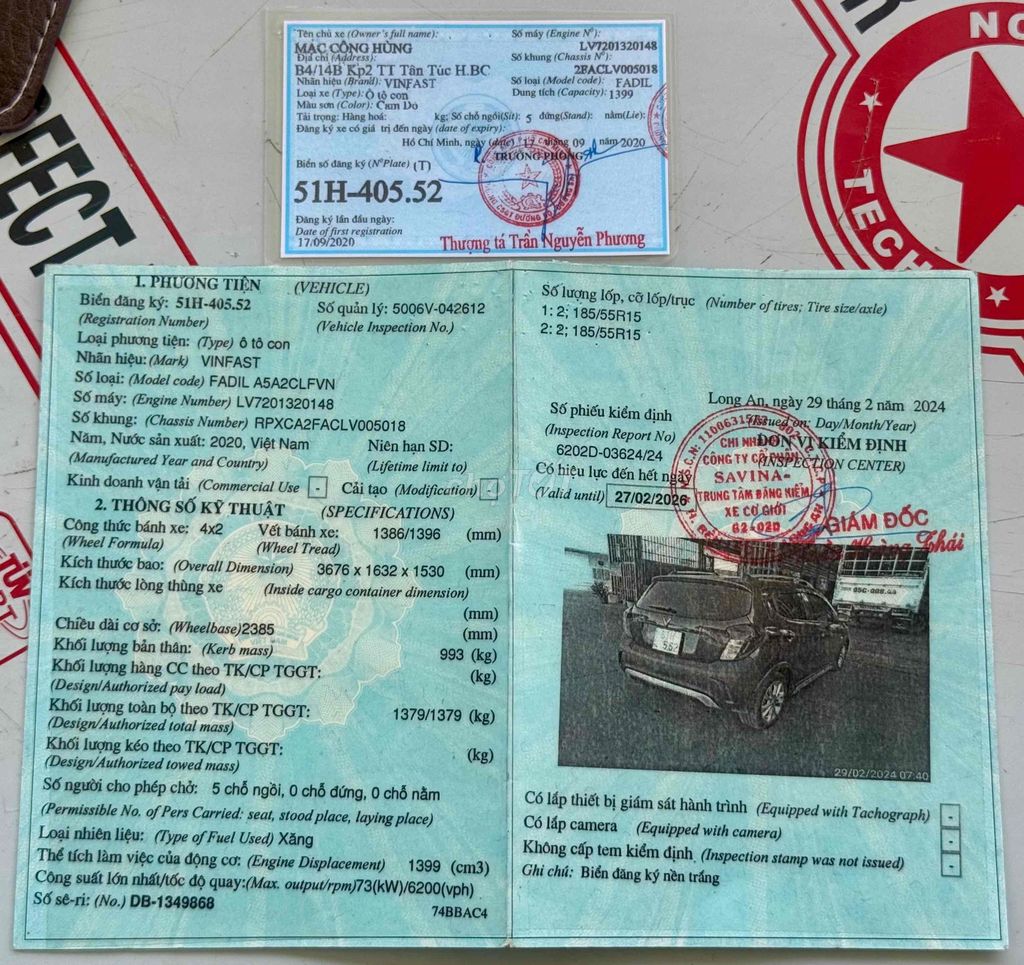 Tên chủ xe (Owner's full name):
MẠC CÔNG HÙNG
Địa chỉ (Address):
B4/14B Kp2 TT Tân Túc H.BC
Nhãn hiệu (Brand): VINFAST
Loại xe (Type): Ô tô con
Màu sơn (Color): Cam Đỏ
Tải trọng: Hàng hoá: kg; Số chỗ ngồi(Sit): 5 đứng(Stand): nằm(Lie):
Đăng ký xe có giá trị đến ngày (date of expiry):
Số máy (Engine Nº):
LV7201320148
Số khung (Chassis Nº):
2FACLV005018
Số loại (Model code): FADIL
Dung tích (Capacity): 1399
Hồ Chí Minh, ngày (date) 17 tháng 09 năm 2020
TRƯỞNG PHÒNG
Biển số đăng ký (NºPlate) (T)
51H-405.52
Đăng ký lần đầu ngày:
Date of first registration
17/09/2020
Thượng tá Trần Nguyễn Phương
1. PHƯƠNG TIỆN (VEHICLE)
Biển đăng ký: 51H-405.52 Số quản lý: 5006V-042612
(Registration Number) (Vehicle Inspection No.)
Loại phương tiện: (Type) ô tô con
Nhãn hiệu: (Mark) VINFAST
Số loại: (Model code) FADIL A5A2CLFVN
Số máy: (Engine Number) LV7201320148
Số khung: (Chassis Number) RPXCA2FACLV005018
Năm, Nước sản xuất: 2020, Việt Nam Niên hạn SD:
(Manufactured Year and Country) (Lifetime limit to)
Kinh doanh vận tải (Commercial Use - Cải tạo (Modification) -
2. THÔNG SỐ KỸ THUẬT (SPECIFICATIONS)
Công thức bánh xe: 4x2 Vết bánh xe: 1386/1396 (mm)
(Wheel Formula) (Wheel Tread)
Kích thước bao: (Overall Dimension) 3676 x 1632 x 1530 (mm)
Kích thước lòng thùng xe (Inside cargo container dimension)
(mm)
Chiều dài cơ sở: (Wheelbase)2385 (mm)
Khối lượng bản thân: (Kerb mass) 993 (kg)
Khối lượng hàng CC theo TK/CP TGGT: (kg)
(Design/Authorized pay load)
Khối lượng toàn bộ theo TK/CP TGGT: 1379/1379 (kg)
(Design/Authorized total mass)
Khối lượng kéo theo TK/CP TGGT: (kg)
(Design/Authorized towed mass)
Số người cho phép chở: 5 chỗ ngồi, 0 chỗ đứng, 0 chỗ nằm
(Permissible No. of Pers Carried: seat, stood place, laying place)
Loại nhiên liệu: (Type of Fuel Used) Xăng
Thể tích làm việc của động cơ: (Engine Displacement) 1399 (cm3)
Công suất lớn nhất/tốc độ quay:(Max. output/rpm)73(kW)/6200(vph)
Số sê-ri: (No.) DB-1349868 74BBAC4
Số lượng lốp, cỡ lốp/trục (Number of tires; Tire size/axle)
1: 2; 185/55R15
2: 2; 185/55R15
Long An, ngày 29 tháng 2 năm 2024
(Issued on: Day/Month/Year)
Số phiếu kiểm định ĐƠN VỊ KIỂM ĐỊNH
(Inspection Report No) (INSPECTION CENTER)
6202D-03624/24
Có hiệu lực đến hết ngày
(Valid until) 27/02/2026
CHI NHÁNH
CÔNG TY CỔ PHẦN
SAVINA-
TRUNG TÂM ĐĂNG KIỂM
XE CƠ GIỚI
62-02D
GIÁM ĐỐC
Thái
29/02/2024 07:40
Có lắp thiết bị giám sát hành trình (Equipped with Tachograph) -
Có lắp camera (Equipped with camera) -
Không cấp tem kiểm định (Inspection stamp was not issued) -
Ghi chú: Biển đăng ký nền trắng
FECT
NO
TECH